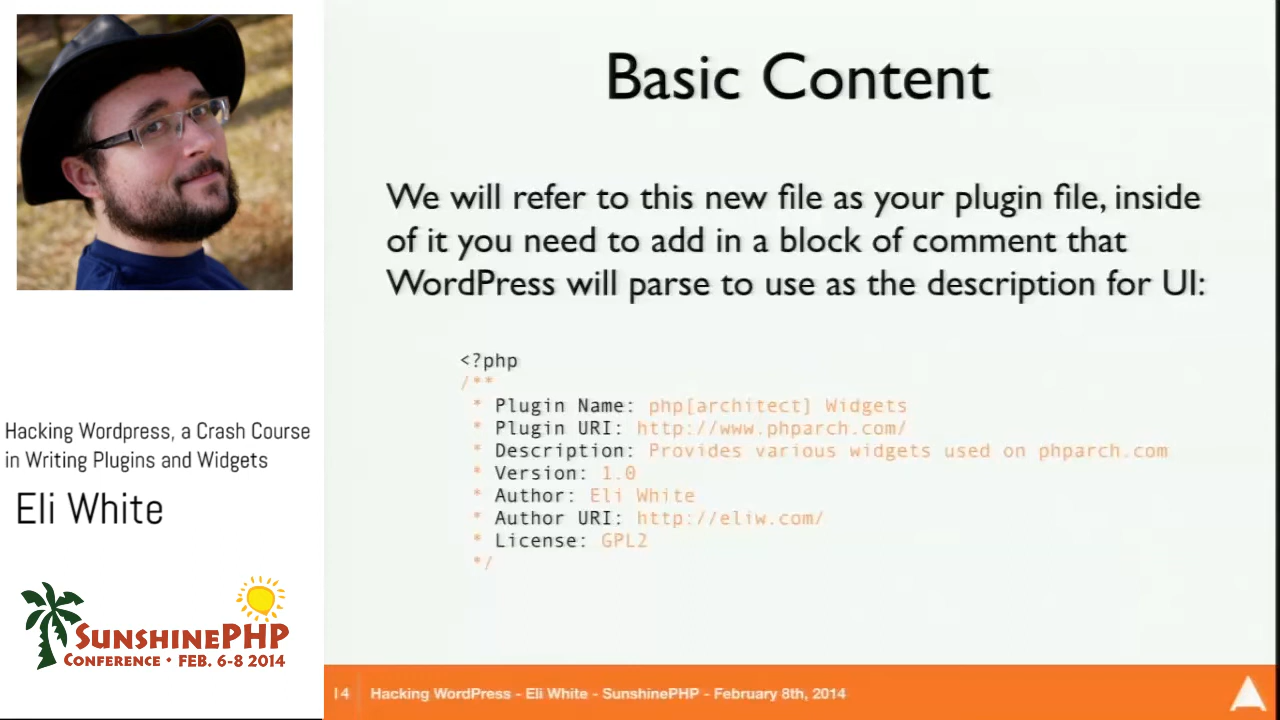 Basic Content
We will refer to this new file as your plugin file, inside
of it you need to add in a block of comment that
WordPress will parse to use as the description for UI:
<?php
/**
* Plugin Name: php[architect] Widgets
* Plugin URI: http://www.phparch.com/
* Description: Provides various widgets used on phparch.com
* Version: 1.0
* Author: Eli White
* Author URI: http://eliw.com/
* License: GPL2
*/
Hacking Wordpress, a Crash Course
in Writing Plugins and Widgets
Eli White
SUNSHINEPHP
CONFERENCE • FEB. 6-8 2014
14 Hacking WordPress - Eli White - SunshinePHP - February 8th, 2014